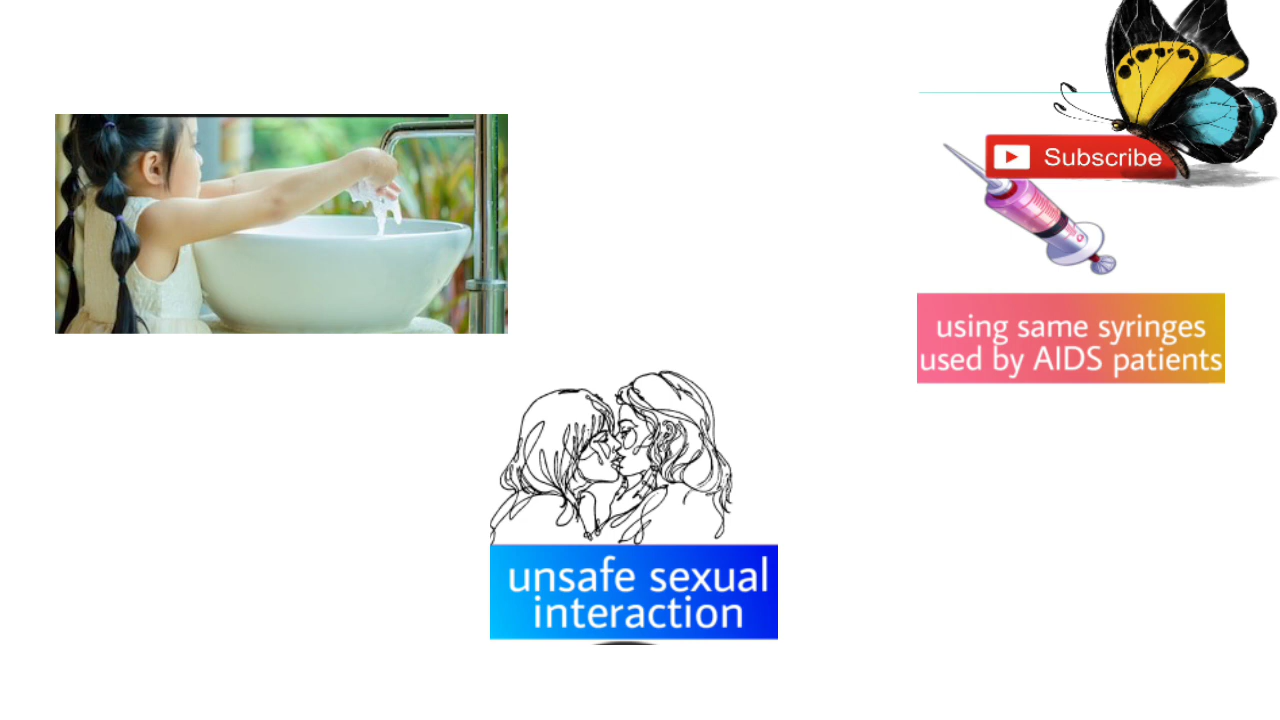 Subscribe
using same syringes
used by AIDS patients
unsafe sexual
interaction